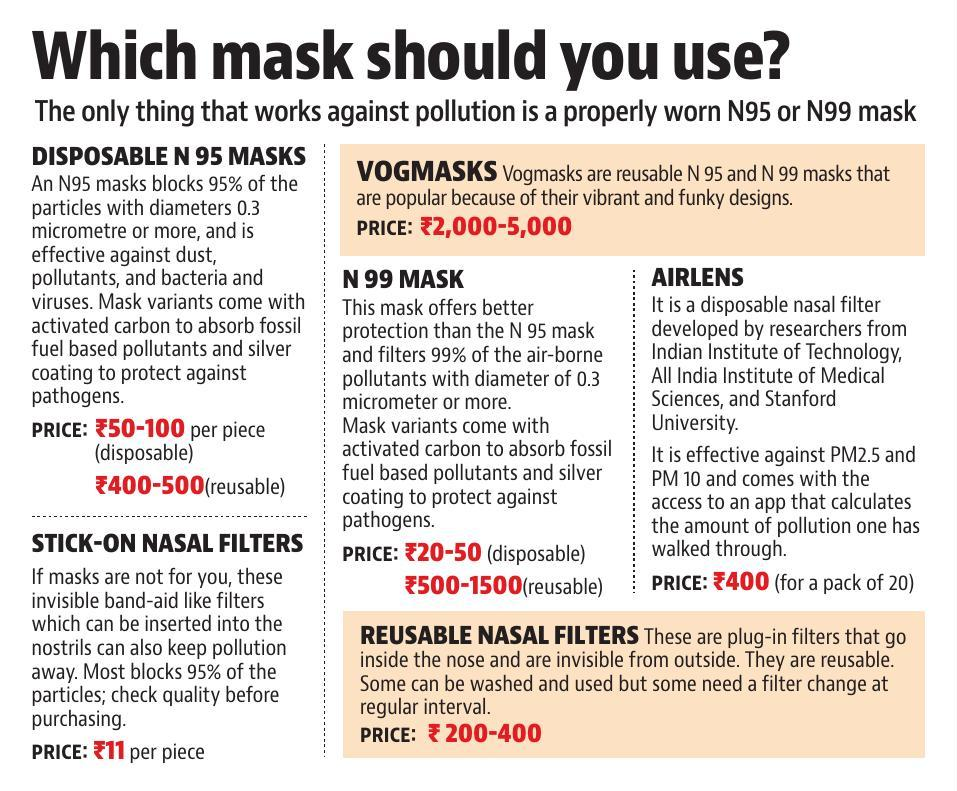 Which mask should you use?
The only thing that works against pollution is a properly worn N95 or N99 mask
DISPOSABLE N 95 MASKS
An N95 masks blocks 95% of the
particles with diameters 0.3
micrometre or more, and is
effective against dust,
pollutants, and bacteria and
viruses. Mask variants come with
activated carbon to absorb fossil
fuel based pollutants and silver
coating to protect against
pathogens.
PRICE: ₹50-100 per piece
(disposable)
₹400-500(reusable)
STICK-ON NASAL FILTERS
If masks are not for you, these
invisible band-aid like filters
which can be inserted into the
nostrils can also keep pollution
away. Most blocks 95% of the
particles; check quality before
purchasing.
PRICE: ₹11 per piece
VOGMASKS Vogmasks are reusable N 95 and N 99 masks that
are popular because of their vibrant and funky designs.
PRICE: ₹2,000-5,000
N 99 MASK
This mask offers better
protection than the N 95 mask
and filters 99% of the air-borne
pollutants with diameter of 0.3
micrometer or more.
Mask variants come with
activated carbon to absorb fossil
fuel based pollutants and silver
coating to protect against
pathogens.
PRICE: ₹20-50 (disposable)
₹500-1500(reusable)
AIRLENS
It is a disposable nasal filter
developed by researchers from
Indian Institute of Technology,
All India Institute of Medical
Sciences, and Stanford
University.
It is effective against PM2.5 and
PM 10 and comes with the
access to an app that calculates
the amount of pollution one has
walked through.
PRICE: ₹400 (for a pack of 20)
REUSABLE NASAL FILTERS These are plug-in filters that go
inside the nose and are invisible from outside. They are reusable.
Some can be washed and used but some need a filter change at
regular interval.
PRICE: ₹ 200-400